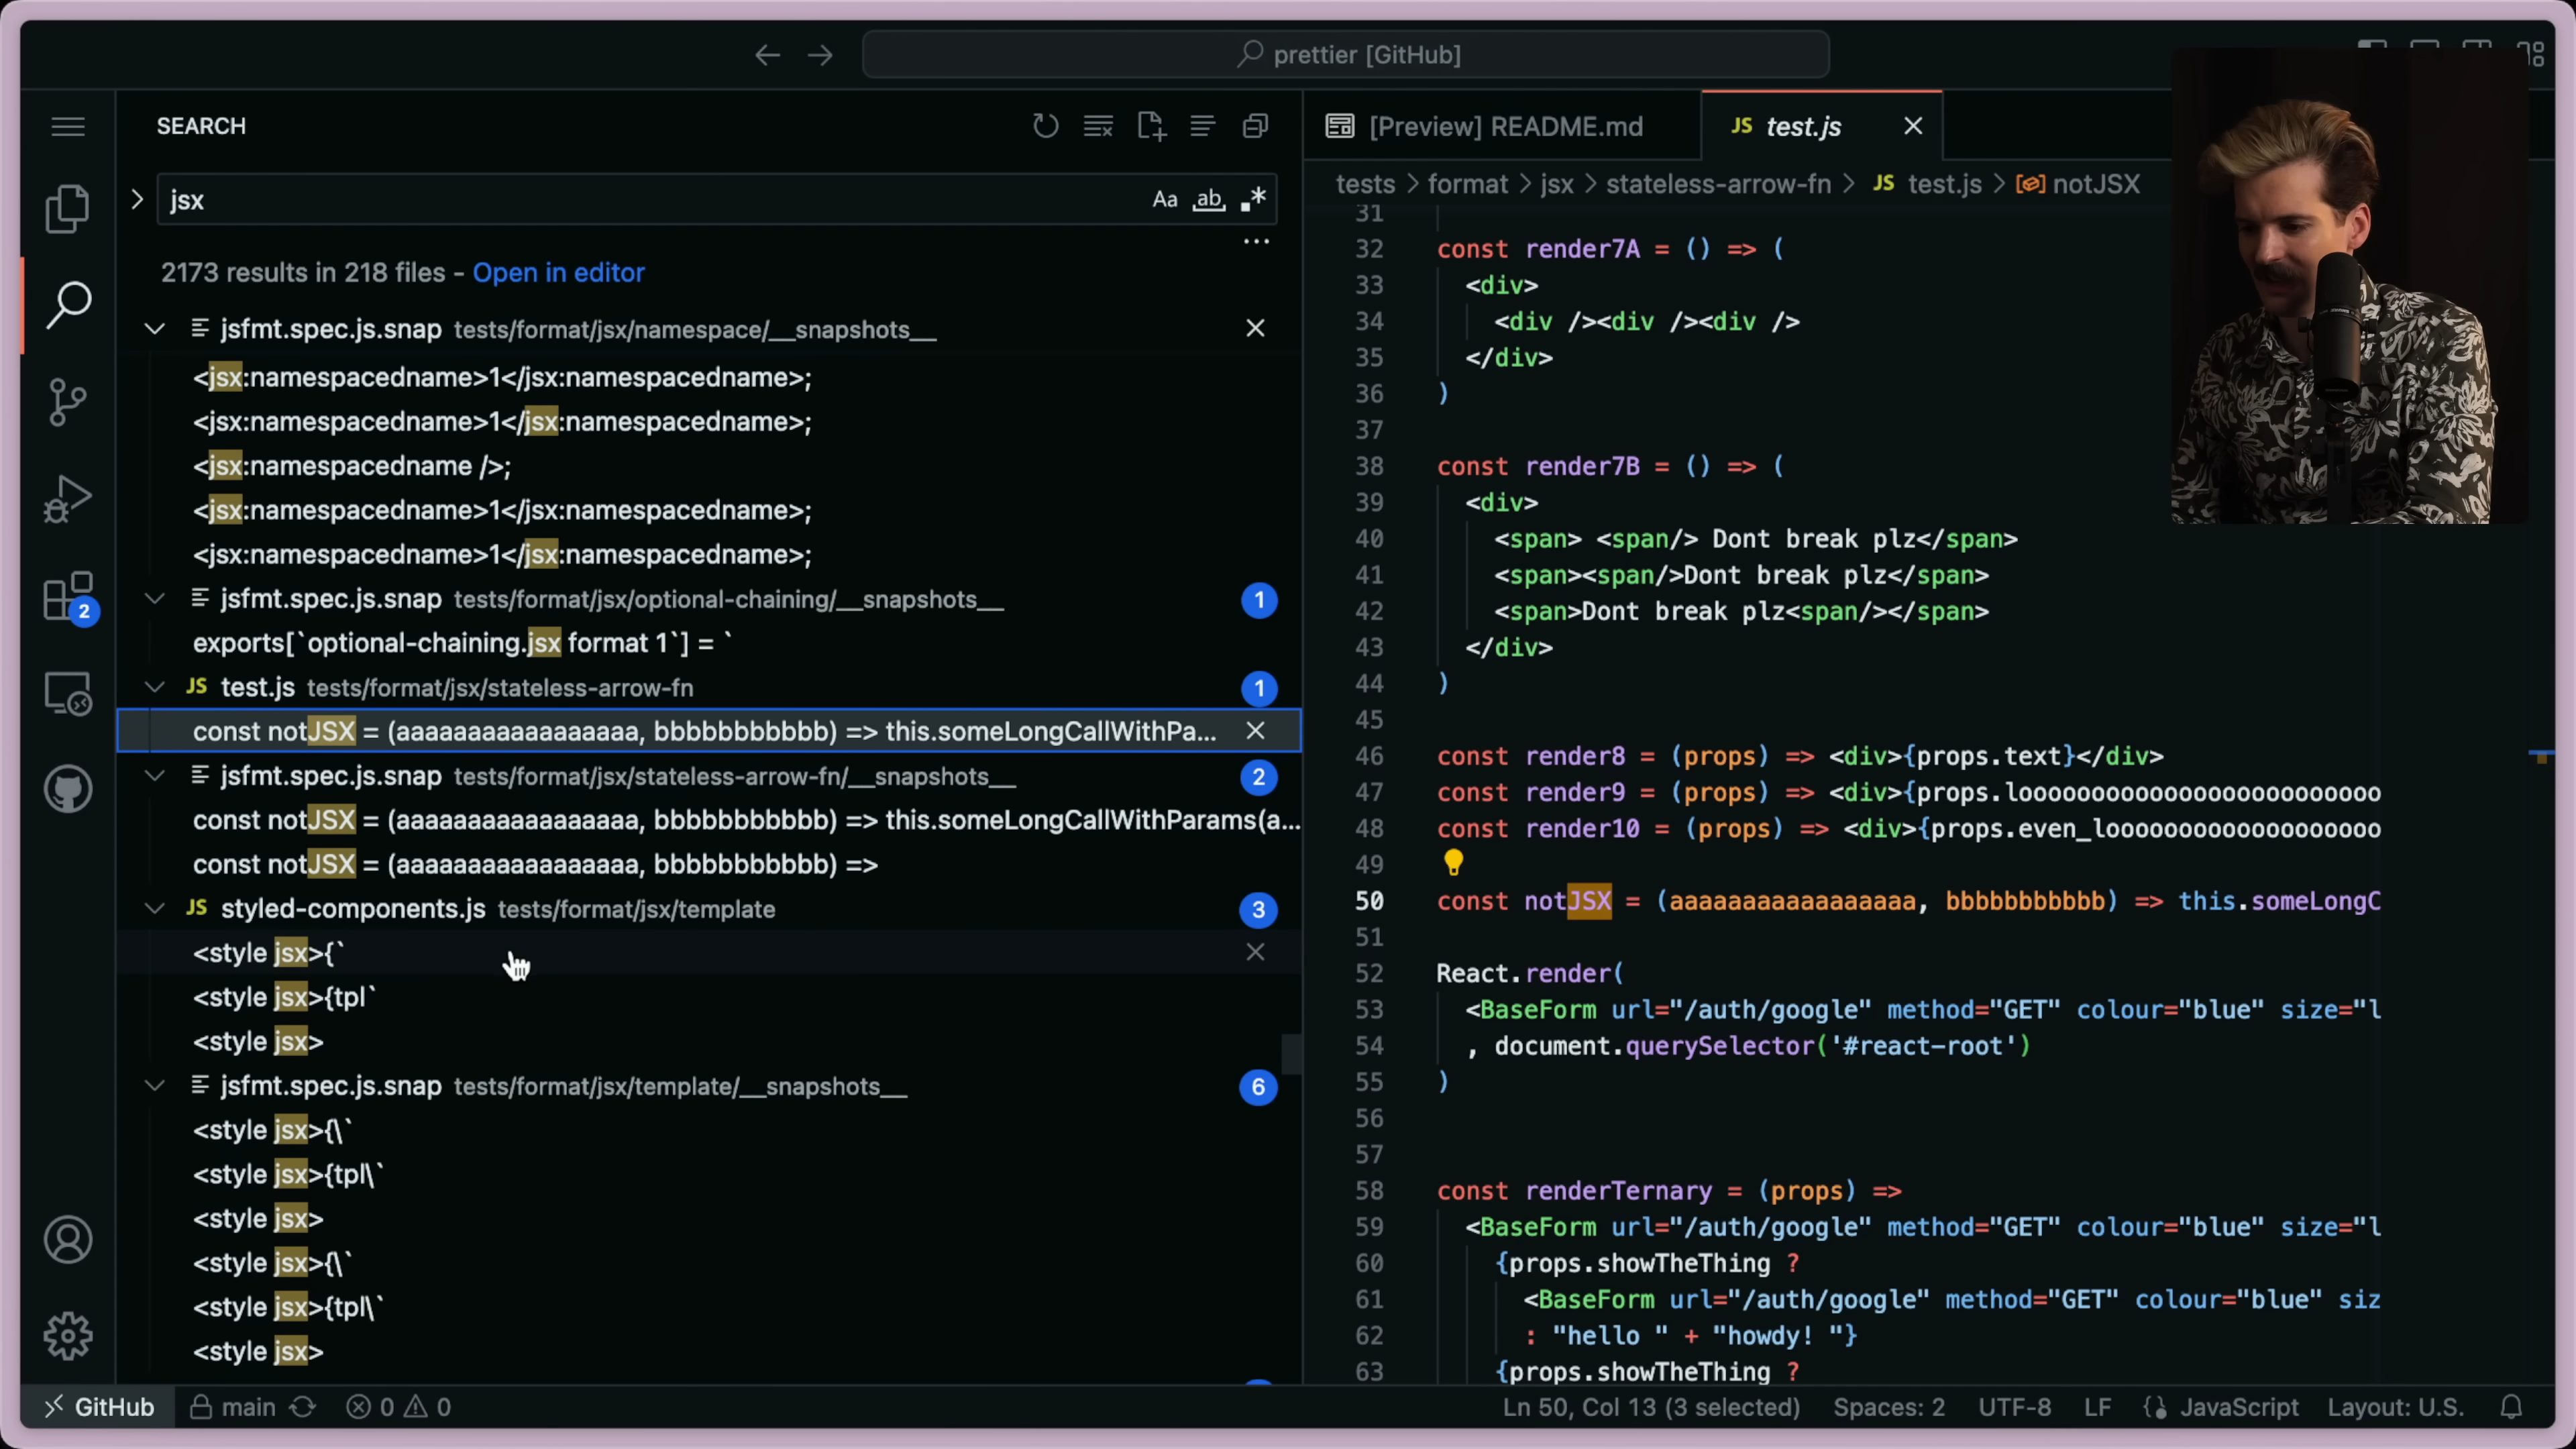 prettier [GitHub]
SEARCH
jsx
Aa
ab
2173 results in 218 files - Open in editor
jsfmt.spec.js.snap tests/format/jsx/namespace/__snapshots__
<jsx:namespacedname>1</jsx:namespacedname>;
<jsx:namespacedname>1</jsx:namespacedname>;
<jsx:namespacedname />;
<jsx:namespacedname>1</jsx:namespacedname>;
<jsx:namespacedname>1</jsx:namespacedname>;
jsfmt.spec.js.snap tests/format/jsx/optional-chaining/__snapshots__ 1
exports[`optional-chaining.jsx format 1`] = `
JS test.js tests/format/jsx/stateless-arrow-fn 1
const notJSX = (aaaaaaaaaaaaaaaaa, bbbbbbbbbbb) => this.someLongCallWithPa...
jsfmt.spec.js.snap tests/format/jsx/stateless-arrow-fn/__snapshots__ 2
const notJSX = (aaaaaaaaaaaaaaaaa, bbbbbbbbbbb) => this.someLongCallWithParams(a...
const notJSX = (aaaaaaaaaaaaaaaaa, bbbbbbbbbbb) =>
JS styled-components.js tests/format/jsx/template 3
<style jsx>{`
<style jsx>{tpl`
<style jsx>
jsfmt.spec.js.snap tests/format/jsx/template/__snapshots__ 6
<style jsx>{\`
<style jsx>{tpl\`
<style jsx>
<style jsx>{\`
<style jsx>{tpl\`
<style jsx>
2
[Preview] README.md
JS test.js
tests > format > jsx > stateless-arrow-fn > JS test.js > notJSX
31
32 const render7A = () => (
33 <div>
34 <div /><div /><div />
35 </div>
36 )
37
38 const render7B = () => (
39 <div>
40 <span> <span/> Dont break plz</span>
41 <span><span/>Dont break plz</span>
42 <span>Dont break plz<span/></span>
43 </div>
44 )
45
46 const render8 = (props) => <div>{props.text}</div>
47 const render9 = (props) => <div>{props.looooooooooooooooooooooooo
48 const render10 = (props) => <div>{props.even_looooooooooooooooooo
49
50 const notJSX = (aaaaaaaaaaaaaaaaa, bbbbbbbbbbb) => this.someLongC
51
52 React.render(
53 <BaseForm url="/auth/google" method="GET" colour="blue" size="l
54 , document.querySelector('#react-root')
55 )
56
57
58 const renderTernary = (props) =>
59 <BaseForm url="/auth/google" method="GET" colour="blue" size="l
60 {props.showTheThing ?
61 <BaseForm url="/auth/google" method="GET" colour="blue" siz
62 : "hello " + "howdy! "}
63 {props.showTheThing ?
GitHub main 0 0 Ln 50, Col 13 (3 selected) Spaces: 2 UTF-8 LF JavaScript Layout: U.S.